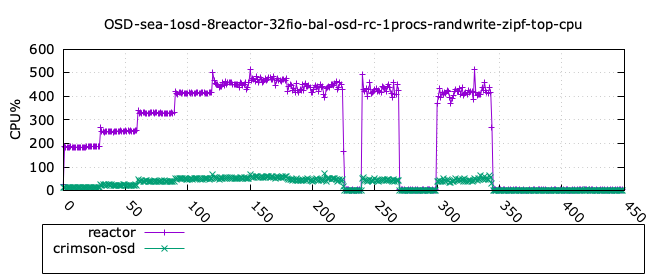 OSD-sea-1osd-8reactor-32fio-bal-osd-rc-1procs-randwrite-zipf-top-cpu
600
500
400
300
200
100
0
CPU%
0 50 100 150 200 250 300 350 400 450
reactor
crimson-osd